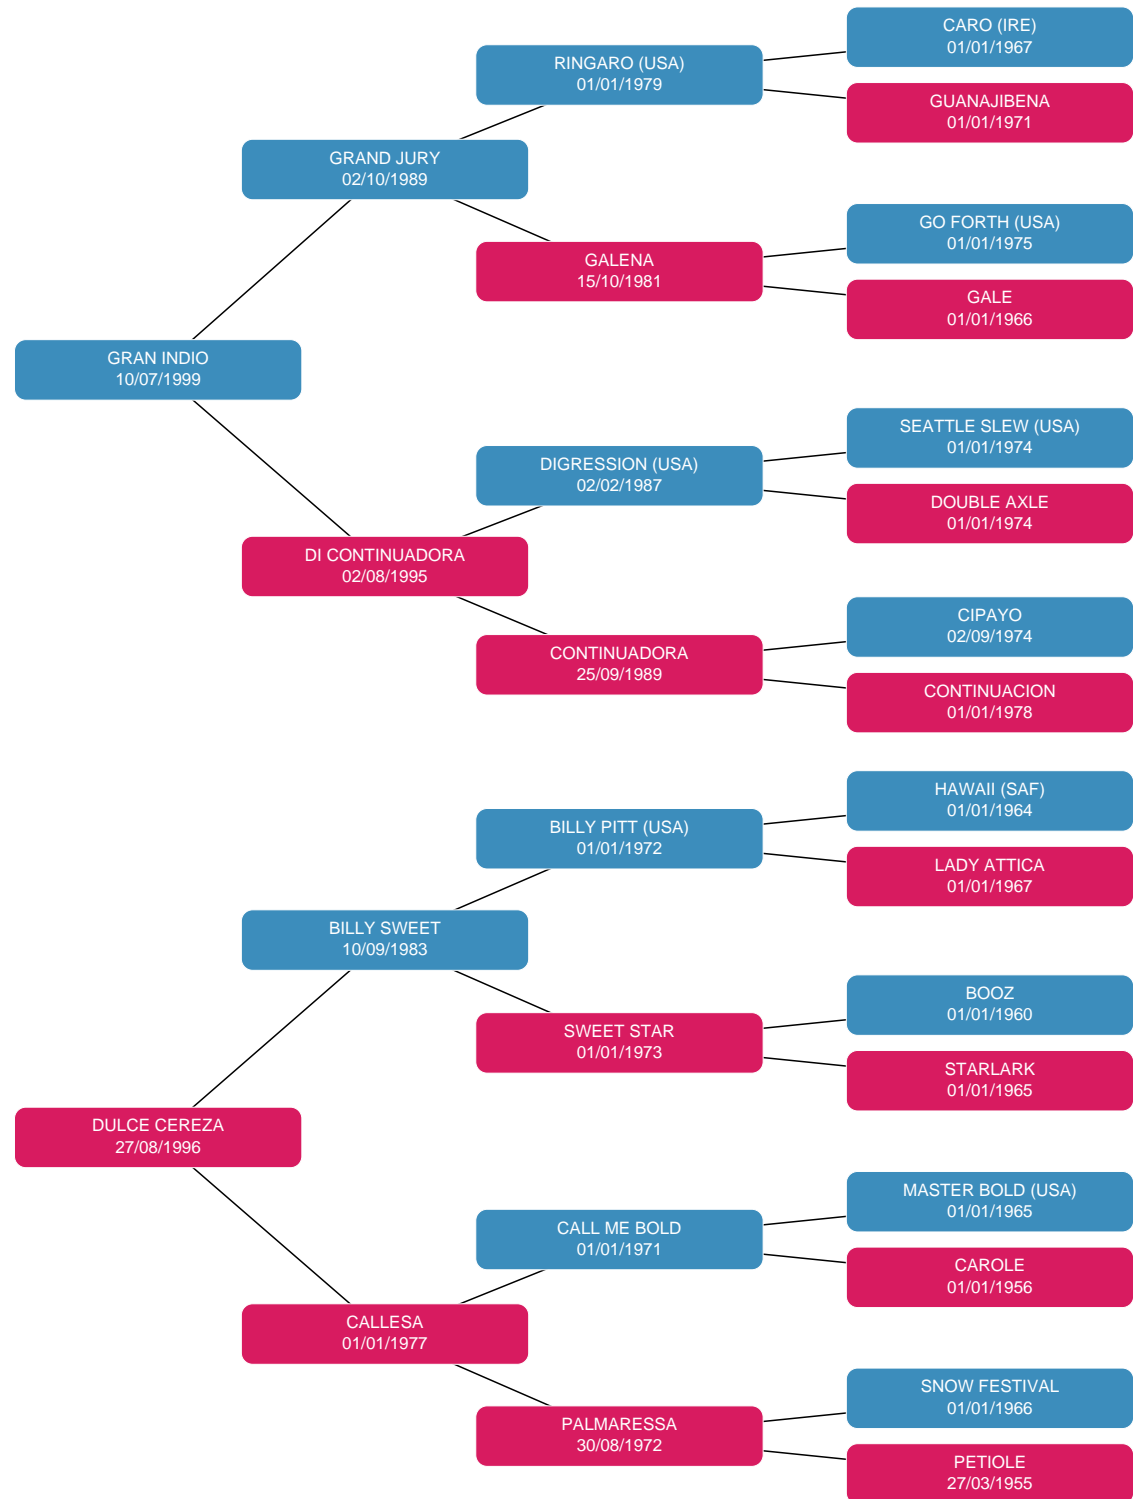 CARO (IRE)
01/01/1967
RINGARO (USA)
01/01/1979
GUANAJIBENA
01/01/1971
GRAND JURY
02/10/1989
GO FORTH (USA)
01/01/1975
GALENA
15/10/1981
GALE
01/01/1966
GRAN INDIO
10/07/1999
SEATTLE SLEW (USA)
01/01/1974
DIGRESSION (USA)
02/02/1987
DOUBLE AXLE
01/01/1974
DI CONTINUADORA
02/08/1995
CIPAYO
02/09/1974
CONTINUADORA
25/09/1989
CONTINUACION
01/01/1978
HAWAII (SAF)
01/01/1964
BILLY PITT (USA)
01/01/1972
LADY ATTICA
01/01/1967
BILLY SWEET
10/09/1983
BOOZ
01/01/1960
SWEET STAR
01/01/1973
STARLARK
01/01/1965
DULCE CEREZA
27/08/1996
MASTER BOLD (USA)
01/01/1965
CALL ME BOLD
01/01/1971
CAROLE
01/01/1956
CALLESA
01/01/1977
SNOW FESTIVAL
01/01/1966
PALMARESSA
30/08/1972
PETIOLE
27/03/1955